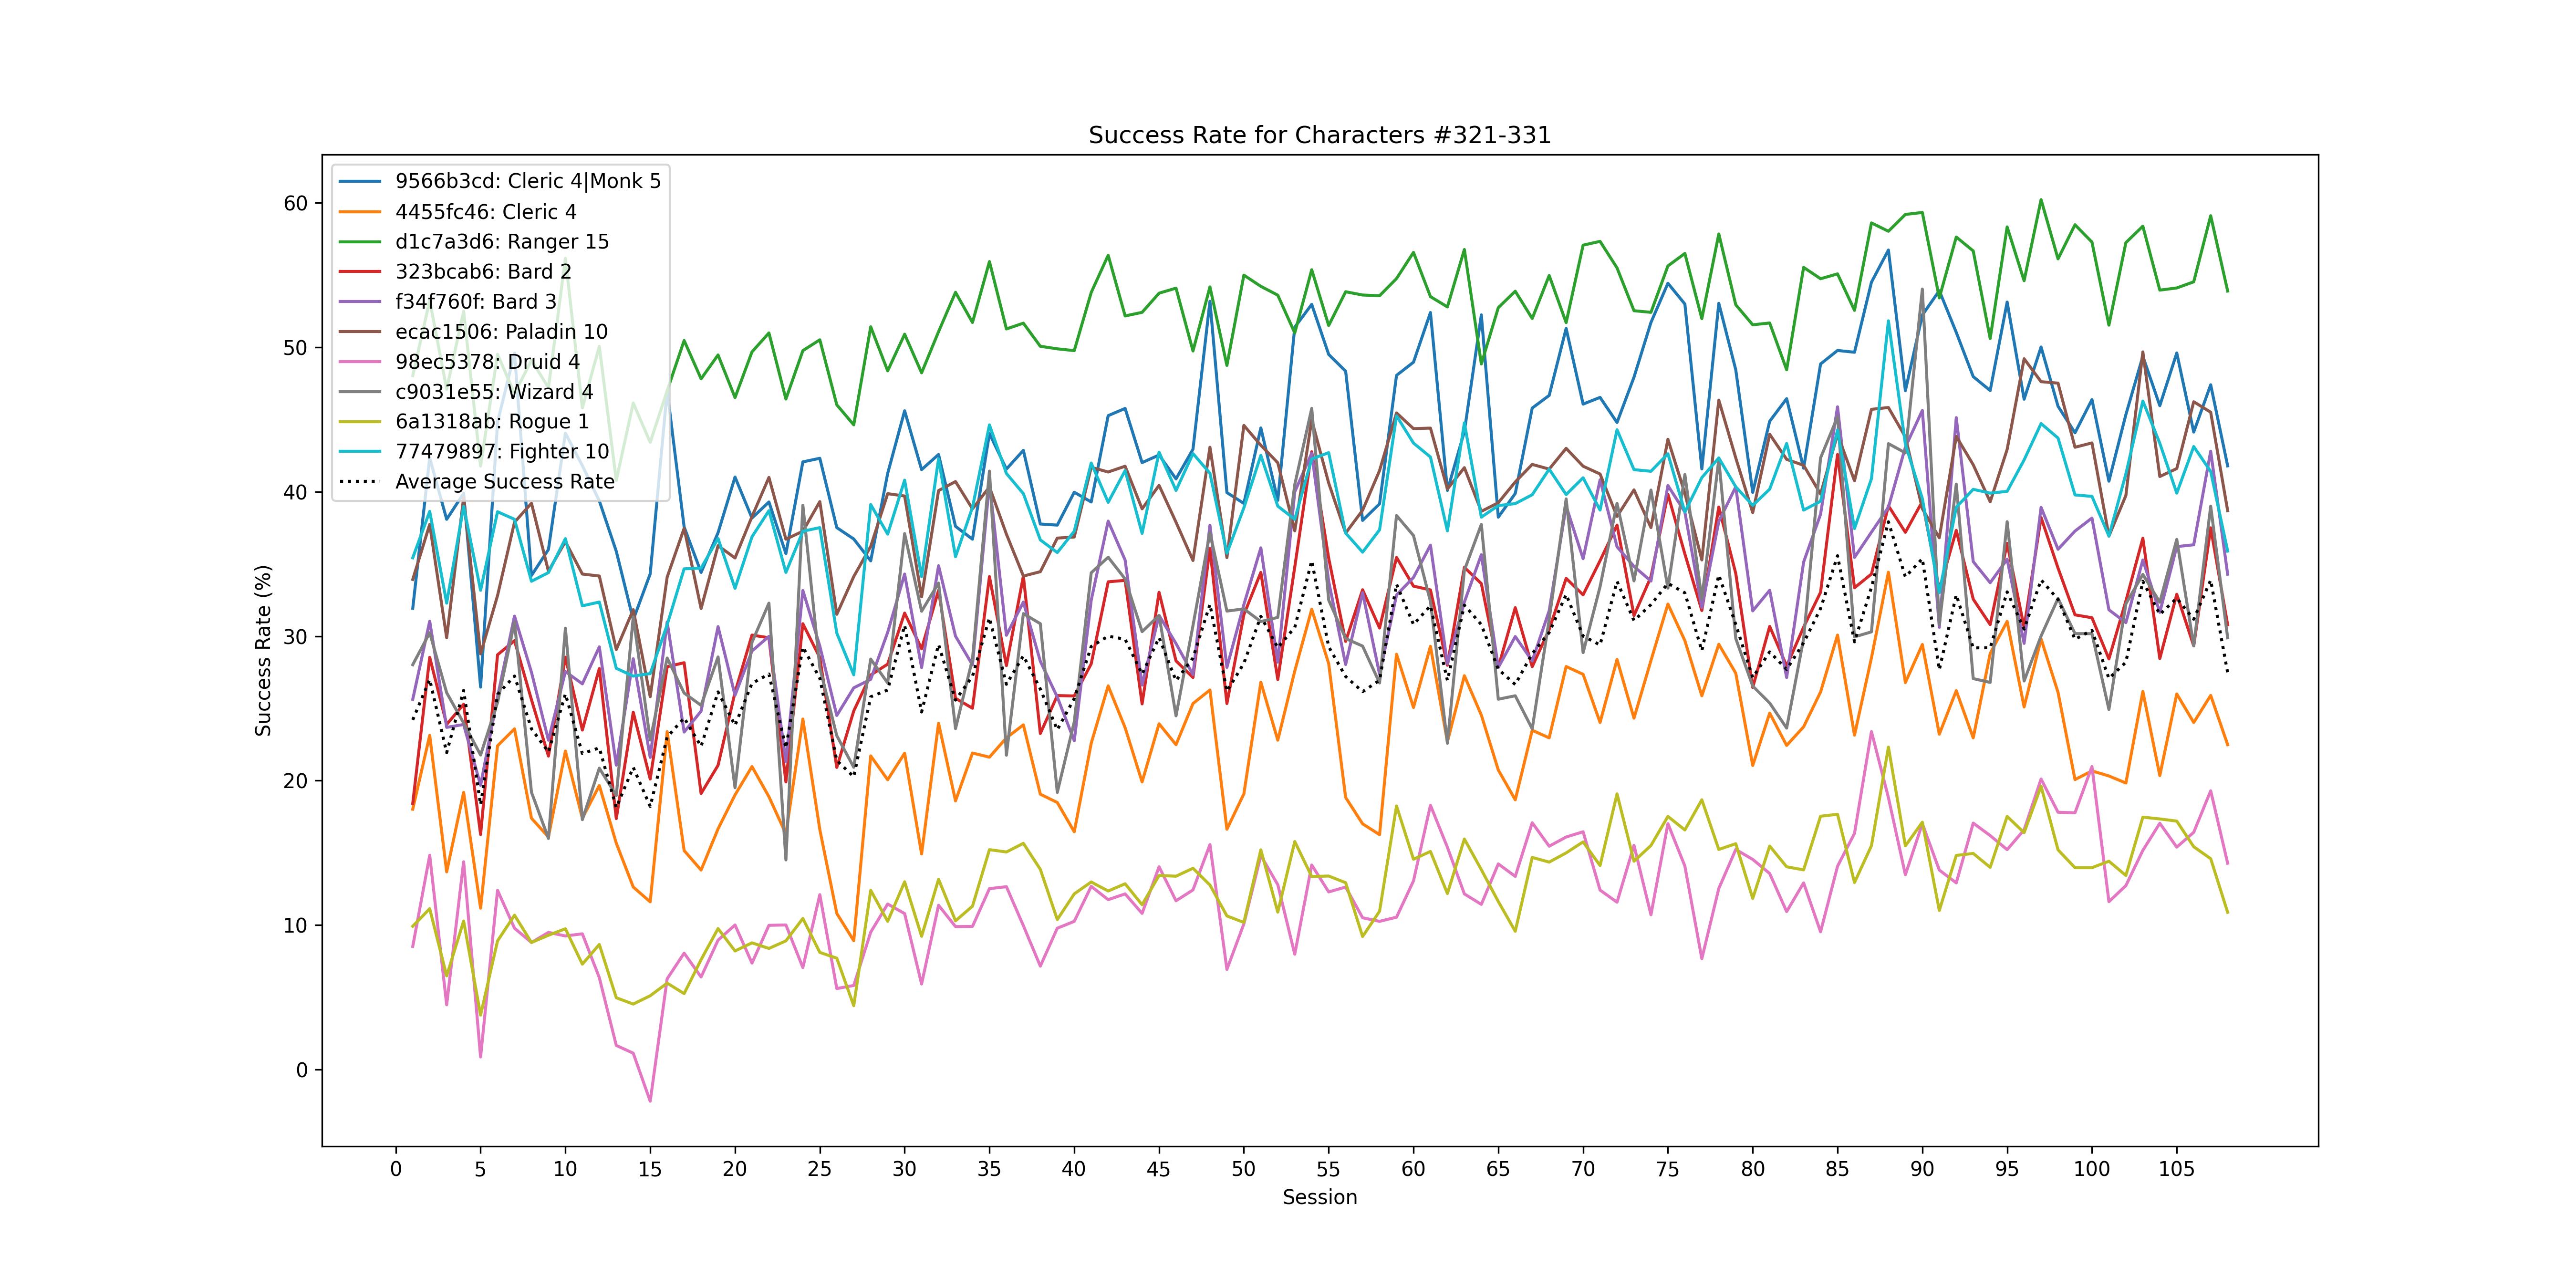 Success Rate for Characters #321-331
9566b3cd: Cleric 4|Monk 5
4455fc46: Cleric 4
d1c7a3d6: Ranger 15
323bcab6: Bard 2
f34f760f: Bard 3
ecac1506: Paladin 10
98ec5378: Druid 4
c9031e55: Wizard 4
6a1318ab: Rogue 1
77479897: Fighter 10
Average Success Rate
Success Rate (%)
60
50
40
30
20
10
0
0 5 10 15 20 25 30 35 40 45 50 55 60 65 70 75 80 85 90 95 100 105
Session